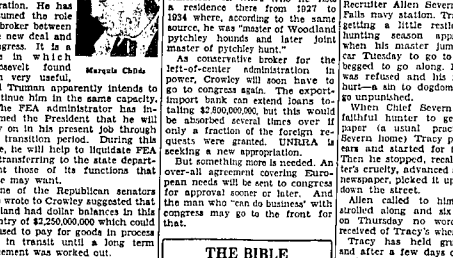 ration. He has
sumed the role
broker between
e new deal and
gress. It is a
e in which
osevelt found
n very useful,
Marquis Childs
l Truman apparently intends to
tinue him in the same capacity.
he FEA administrator has in-
med the President that he will
y on in his present job through
transition period. During this
e, he will help to liquidate FEA
transferring to the state depart-
nt those of its functions that
e may want.
ne of the Republican senators
wrote to Crowley suggested that
land had dollar balances in this
ntry of $2,250,000,000 which could
used to pay for goods in process
in transit until a long term
ement was worked out.
a residence there from 1927 to
1934 where, according to the same
source, he was "master of Woodland
pytchley hounds and later joint
master of pytchley hunt."
As conservative broker for the
left-of-center administration in
power, Crowley will soon have to
go to congress again. The export-
import bank can extend loans to-
taling $2,800,000,000, but this would
be absorbed several times over if
only a fraction of the foreign re-
quests were granted. UNRRA is
seeking a new appropriation.
But something more is needed. An
over-all agreement covering Euro-
pean needs will be sent to congress
for approval sooner or later. And
the man who "can do business" with
congress may go to the front for
that.
THE BIBLE
Recruiter Allen Sever
Falls navy station. Tr
getting a little restle
hunting season app
when his master jum
car Tuesday to go to
begged to go along. I
was refused and his
hurt—a sin to dogdom
go unpunished.
When Chief Severn
faithful hunter to ge
paper (a usual prac
Severn home) Tracy p
ears and started for t
Then he stopped, recal
ter's cruelty, advanced
newspaper, picked it up
down the street.
Allen called to him
strolled along and six
on Thursday no word
received of Tracy's whe
Tracy has held gru
and after a few days o